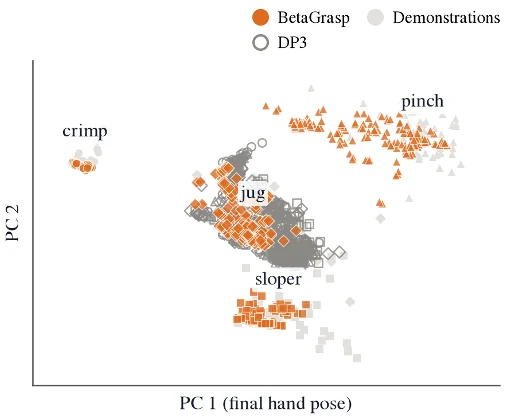 BetaGrasp
Demonstrations
DP3
pinch
crimp
jug
sloper
PC 2
PC 1 (final hand pose)